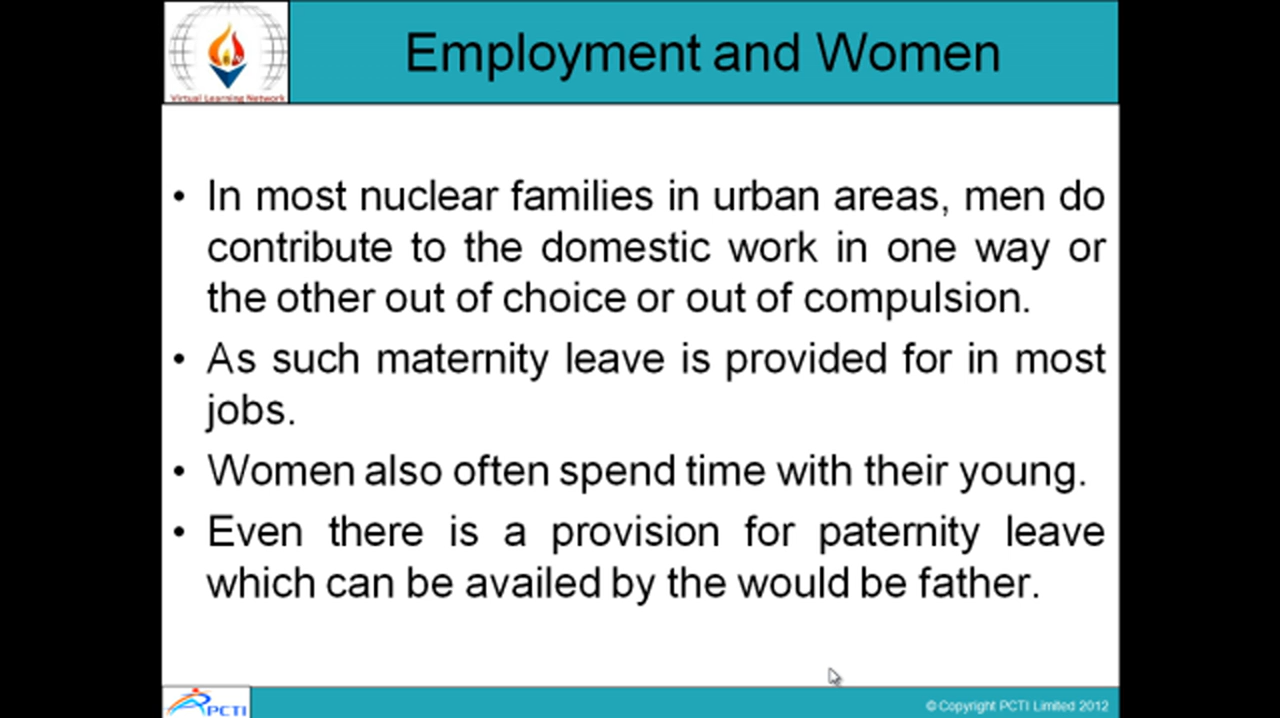 Employment and Women
Virtual Learning Network
• In most nuclear families in urban areas, men do
contribute to the domestic work in one way or
the other out of choice or out of compulsion.
• As such maternity leave is provided for in most
jobs.
• Women also often spend time with their young.
• Even there is a provision for paternity leave
which can be availed by the would be father.
PCTI
© Copyright PCTI Limited 2012